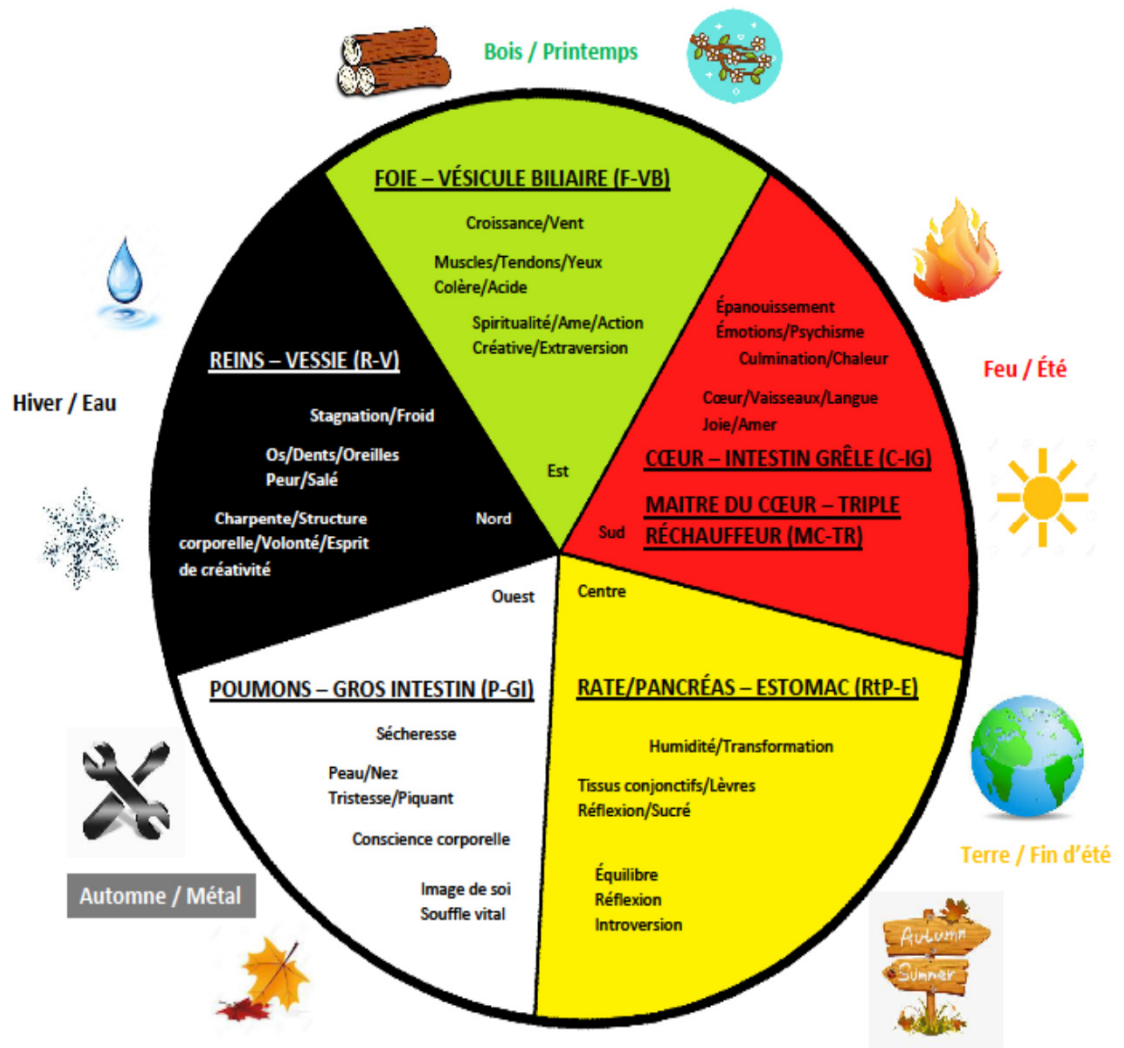 Bois / Printemps
FOIE – VÉSICULE BILIAIRE (F-VB)
Croissance/Vent
Muscles/Tendons/Yeux
Colère/Acide
Spiritualité/Ame/Action
Créative/Extraversion
Est
Épanouissement
Émotions/Psychisme
Culmination/Chaleur
Cœur/Vaisseaux/Langue
Joie/Amer
CŒUR – INTESTIN GRÊLE (C-IG)
MAITRE DU CŒUR – TRIPLE
RÉCHAUFFEUR (MC-TR)
Sud
Feu / Été
Centre
RATE/PANCRÉAS – ESTOMAC (RtP-E)
Humidité/Transformation
Tissus conjonctifs/Lèvres
Réflexion/Sucré
Équilibre
Réflexion
Introversion
Terre / Fin d'été
Autumn
Summer
Ouest
POUMONS – GROS INTESTIN (P-GI)
Sécheresse
Peau/Nez
Tristesse/Piquant
Conscience corporelle
Image de soi
Souffle vital
Automne / Métal
REINS – VESSIE (R-V)
Stagnation/Froid
Os/Dents/Oreilles
Peur/Salé
Charpente/Structure
corporelle/Volonté/Esprit
de créativité
Nord
Hiver / Eau